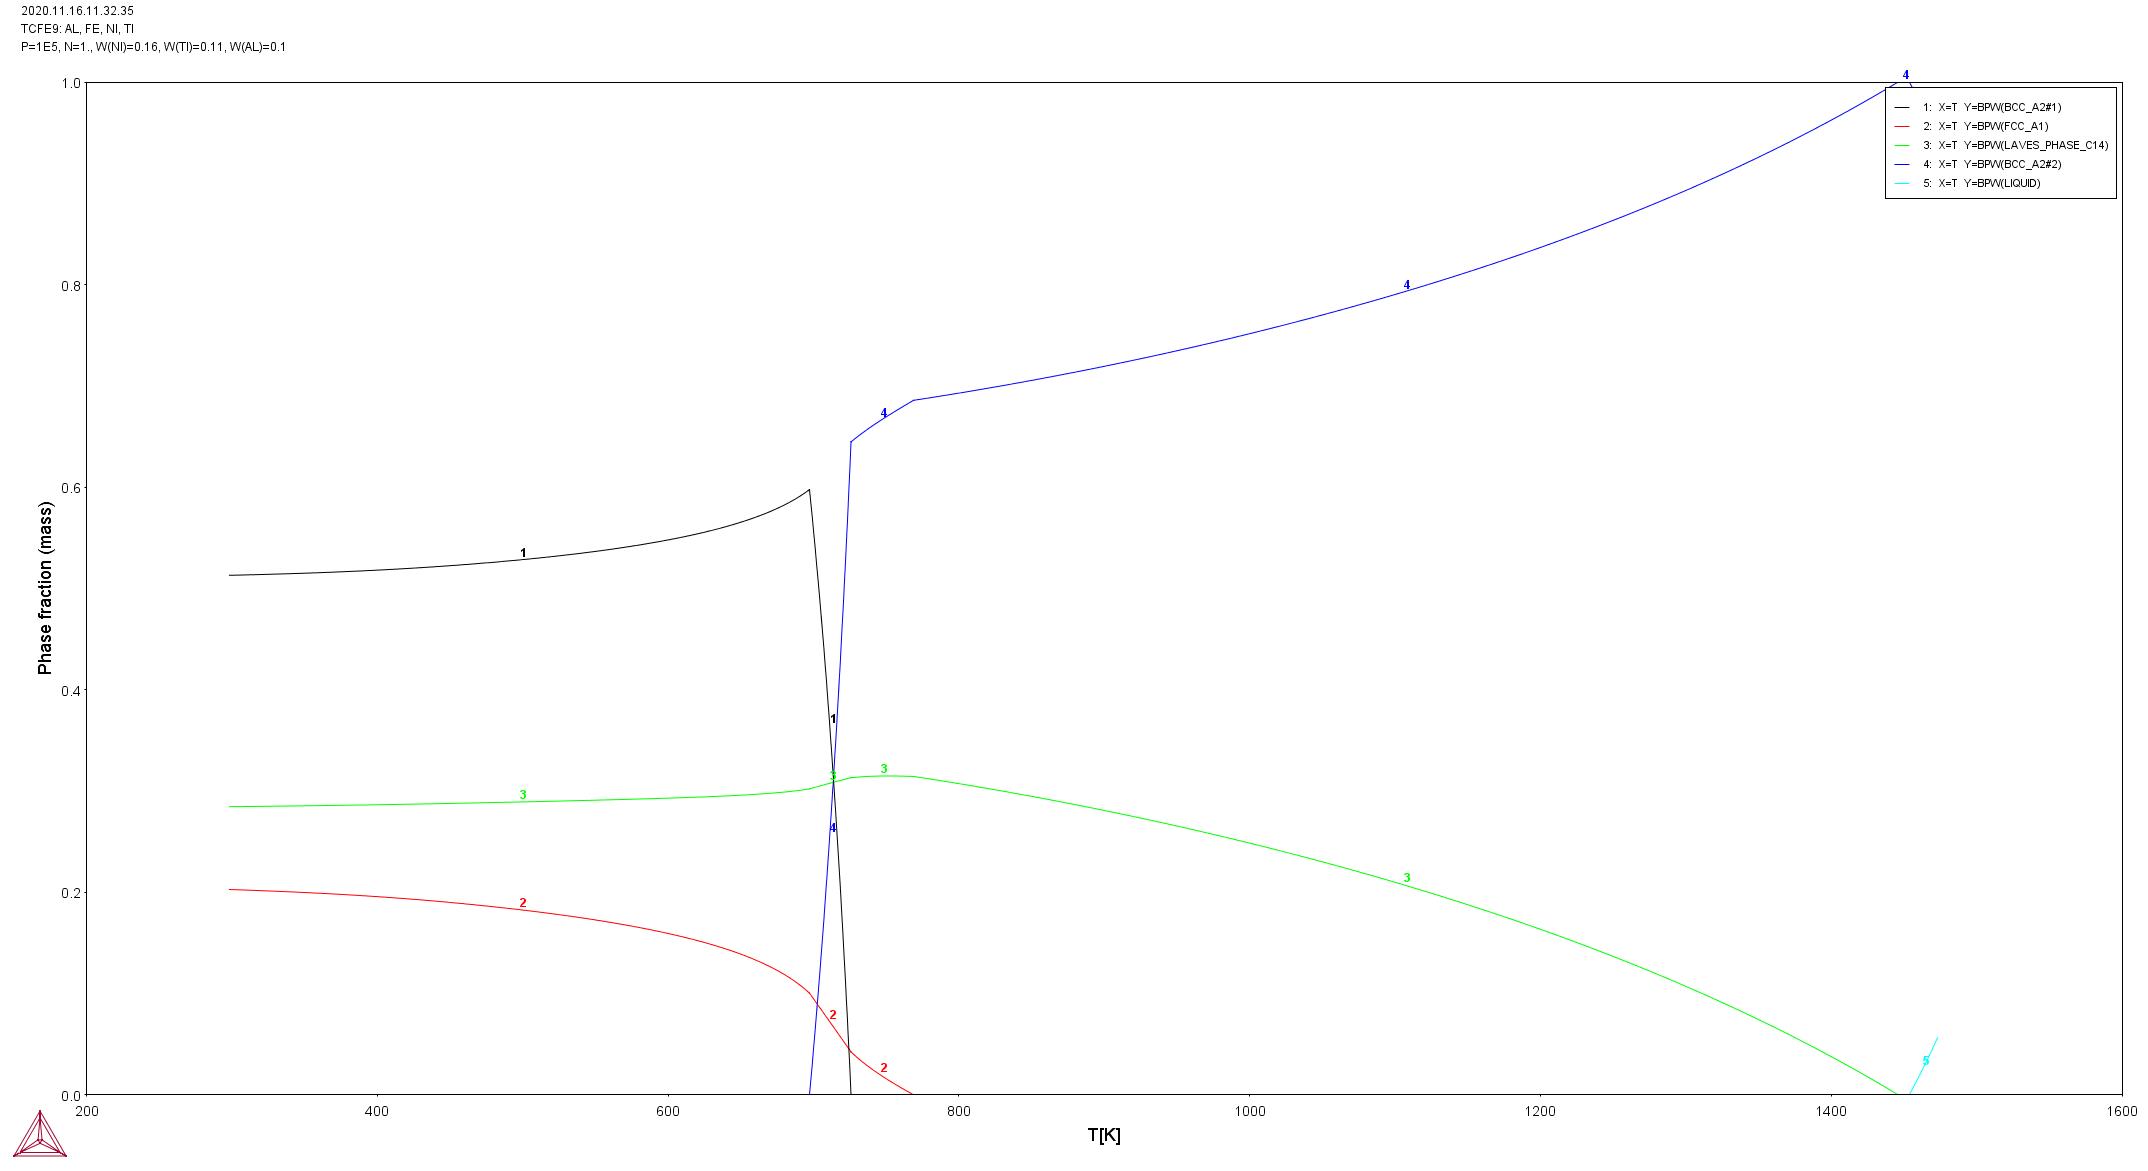 2020.11.16.11.32.35
TCFE9: AL, FE, NI, TI
P=1E5, N=1., W(NI)=0.16, W(TI)=0.11, W(AL)=0.1
4
1.0
1: X=T Y=BPW(BCC_A2#1)
2: X=T Y=BPW(FCC_A1)
3: X=T Y=BPW(LAVES_PHASE_C14)
4: X=T Y=BPW(BCC_A2#2)
5: X=T Y=BPW(LIQUID)
0.8
4
4
0.6
1
Phase fraction (mass)
0.4
1
3
3
3
4
3
0.2
2
2
2
5
0.0
200 400 600 800 1000 1200 1400 1600
T[K]